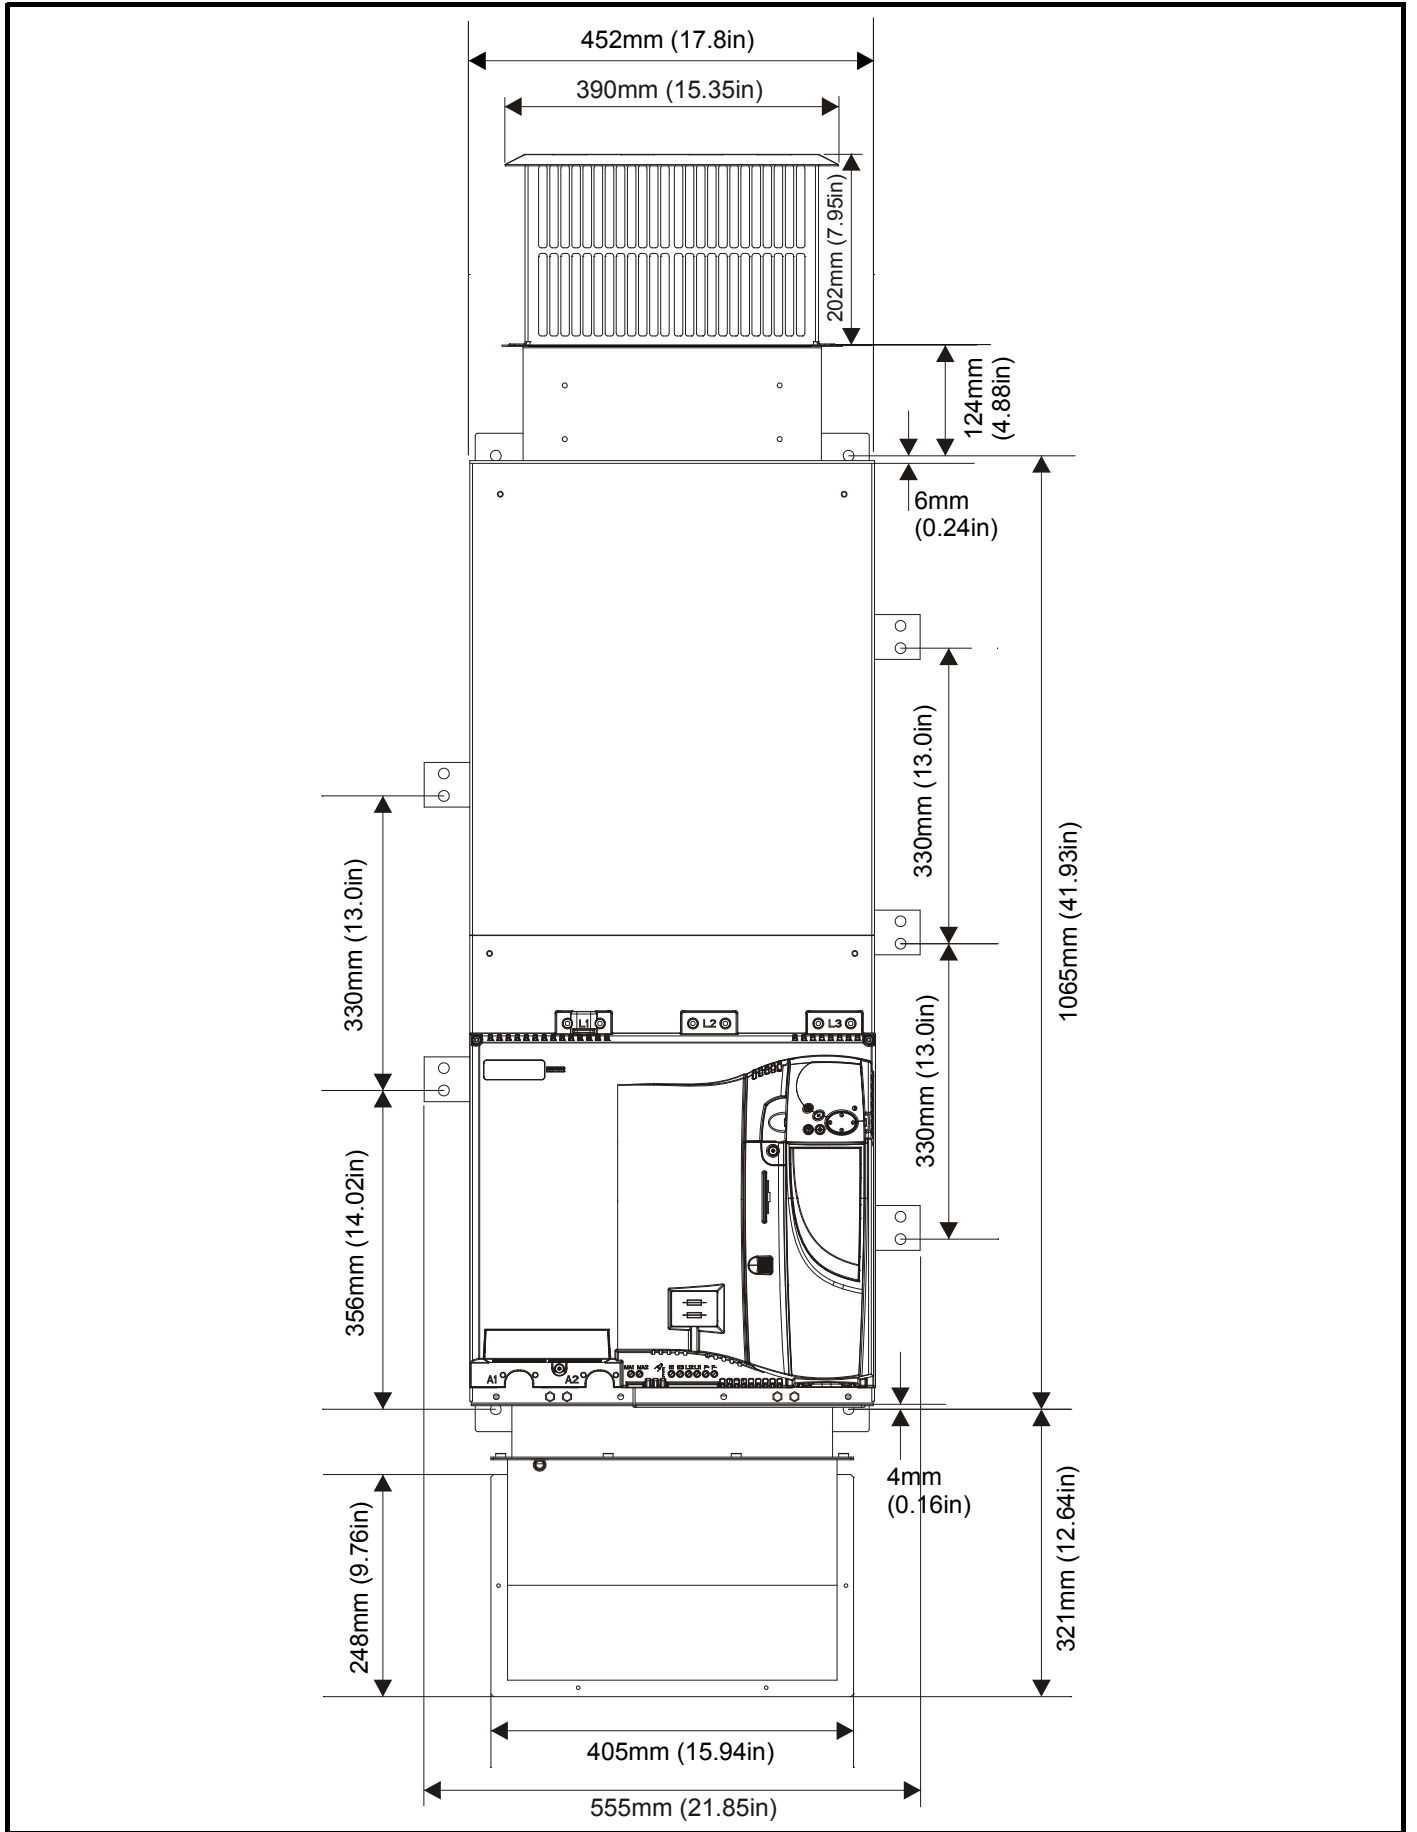 452mm (17.8in)
390mm (15.35in)
202mm (7.95in)
124mm
(4.88in)
6mm
(0.24in)
330mm (13.0in)
1065mm (41.93in)
330mm (13.0in)
L1
L2
L3
330mm (13.0in)
356mm (14.02in)
A1
A2
MA1 MA2
4mm
(0.16in)
248mm (9.76in)
321mm (12.64in)
405mm (15.94in)
555mm (21.85in)